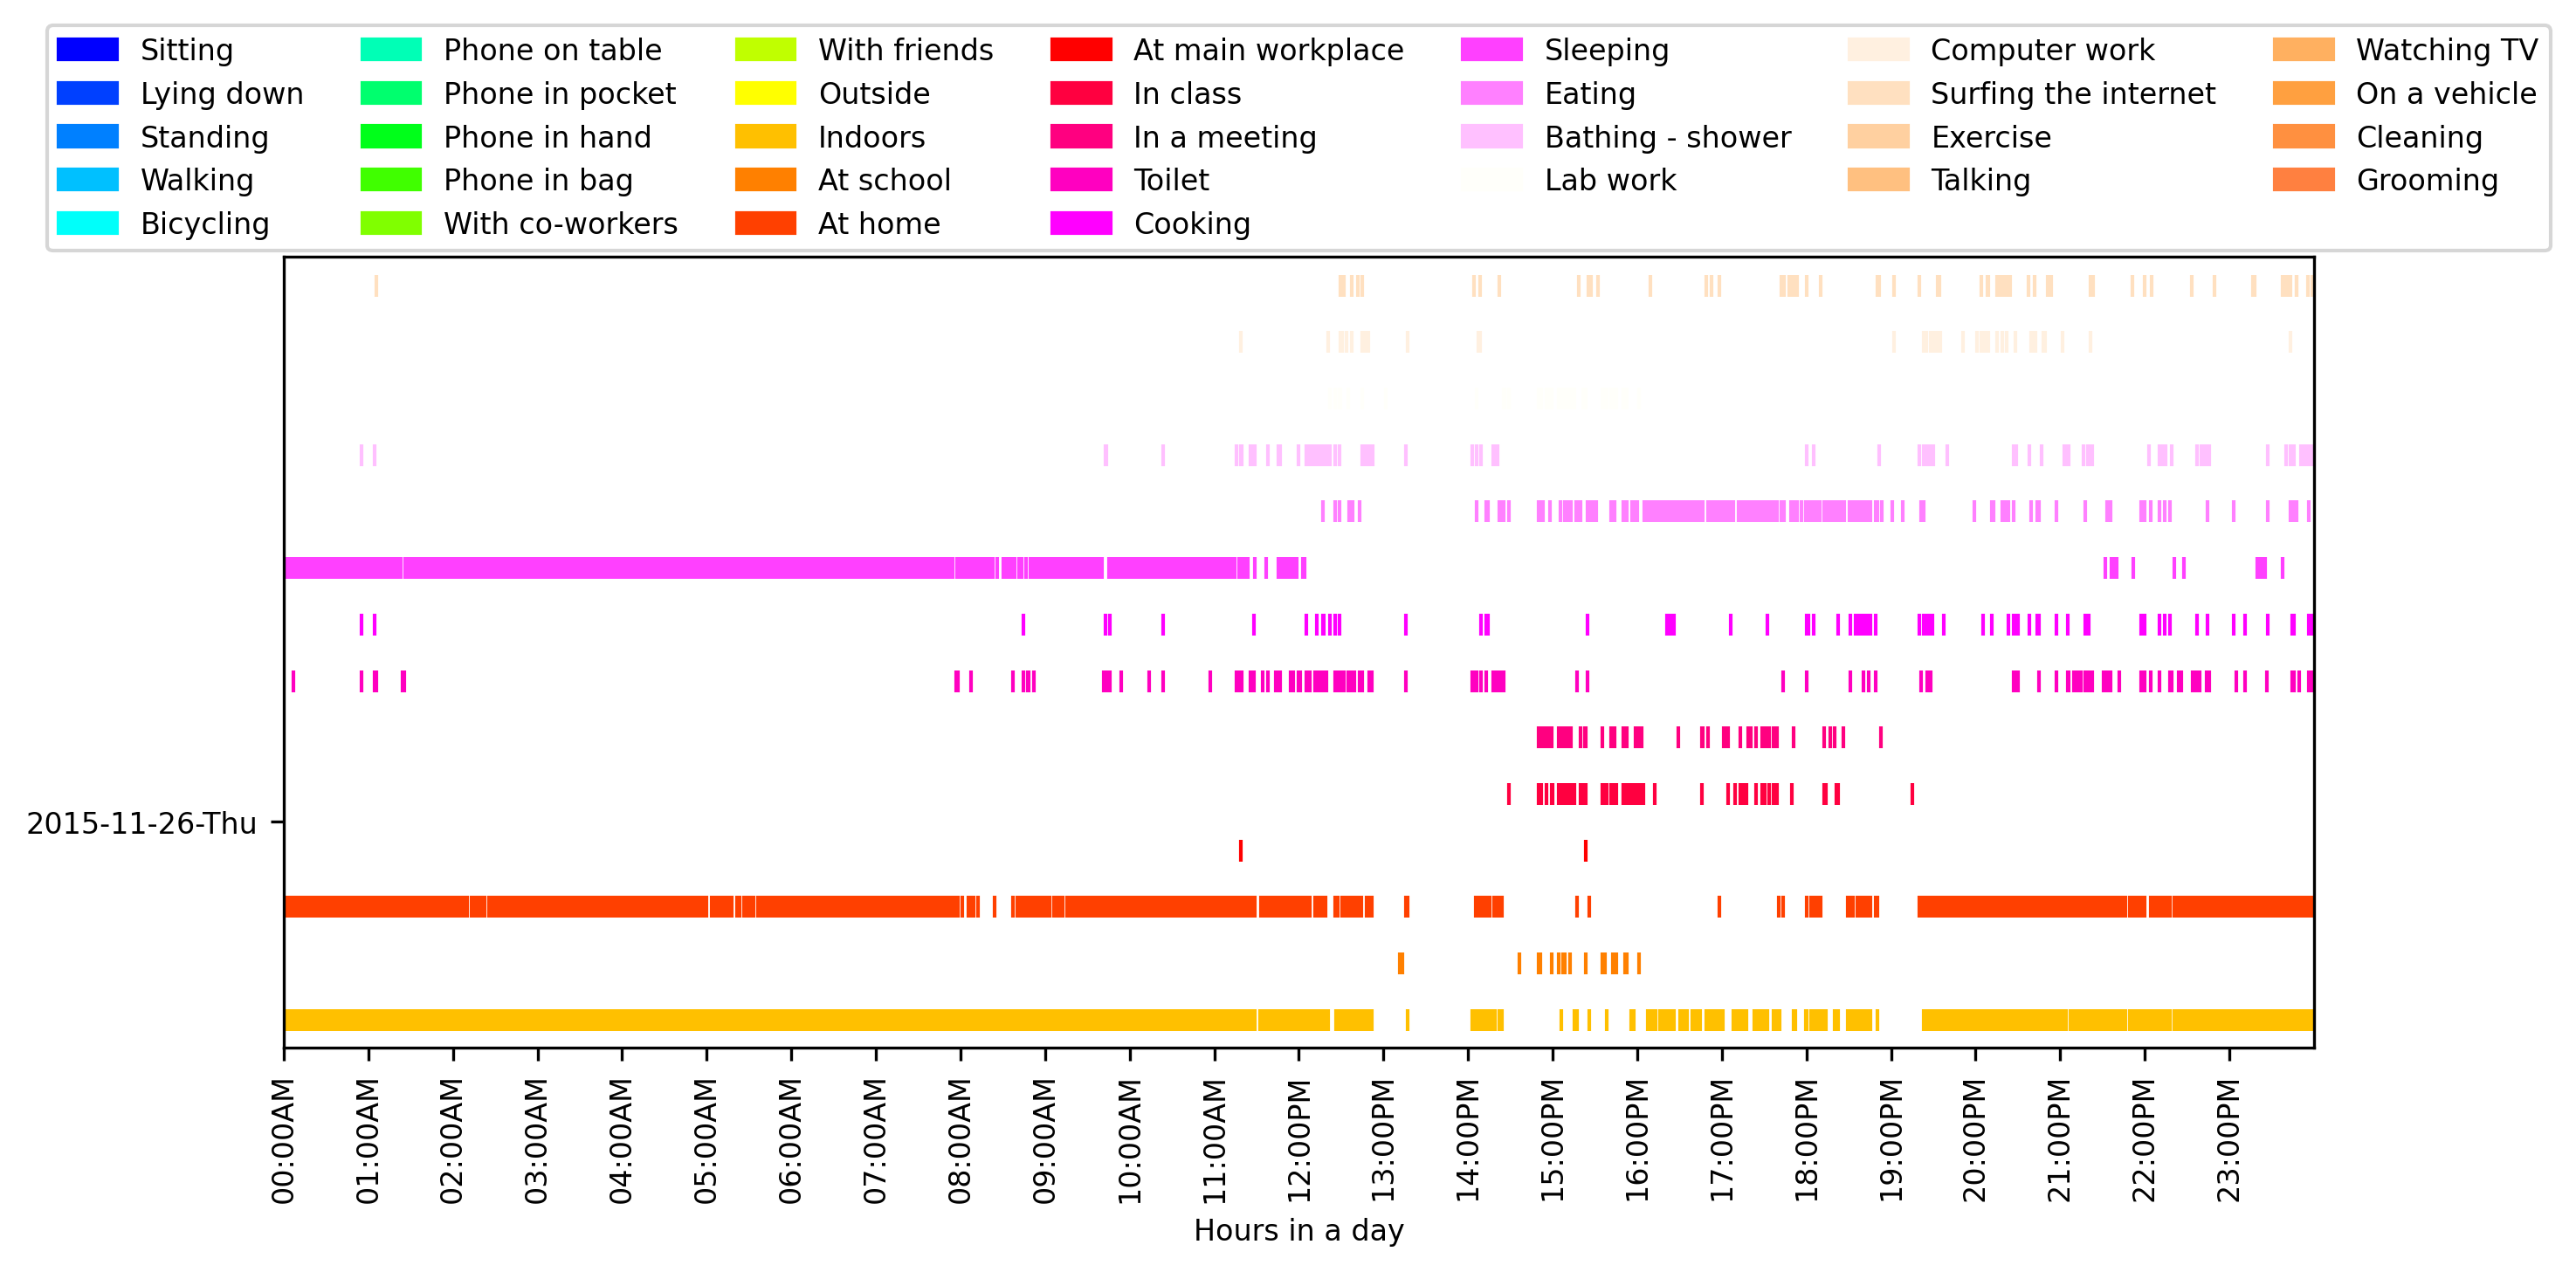 Sitting
Lying down
Standing
Walking
Bicycling
Phone on table
Phone in pocket
Phone in hand
Phone in bag
With co-workers
With friends
Outside
Indoors
At school
At home
At main workplace
In class
In a meeting
Toilet
Cooking
Sleeping
Eating
Bathing - shower
Lab work
Computer work
Surfing the internet
Exercise
Talking
Watching TV
On a vehicle
Cleaning
Grooming
2015-11-26-Thu
00:00AM
01:00AM
02:00AM
03:00AM
04:00AM
05:00AM
06:00AM
07:00AM
08:00AM
09:00AM
10:00AM
11:00AM
12:00PM
13:00PM
14:00PM
15:00PM
16:00PM
17:00PM
18:00PM
19:00PM
20:00PM
21:00PM
22:00PM
23:00PM
Hours in a day